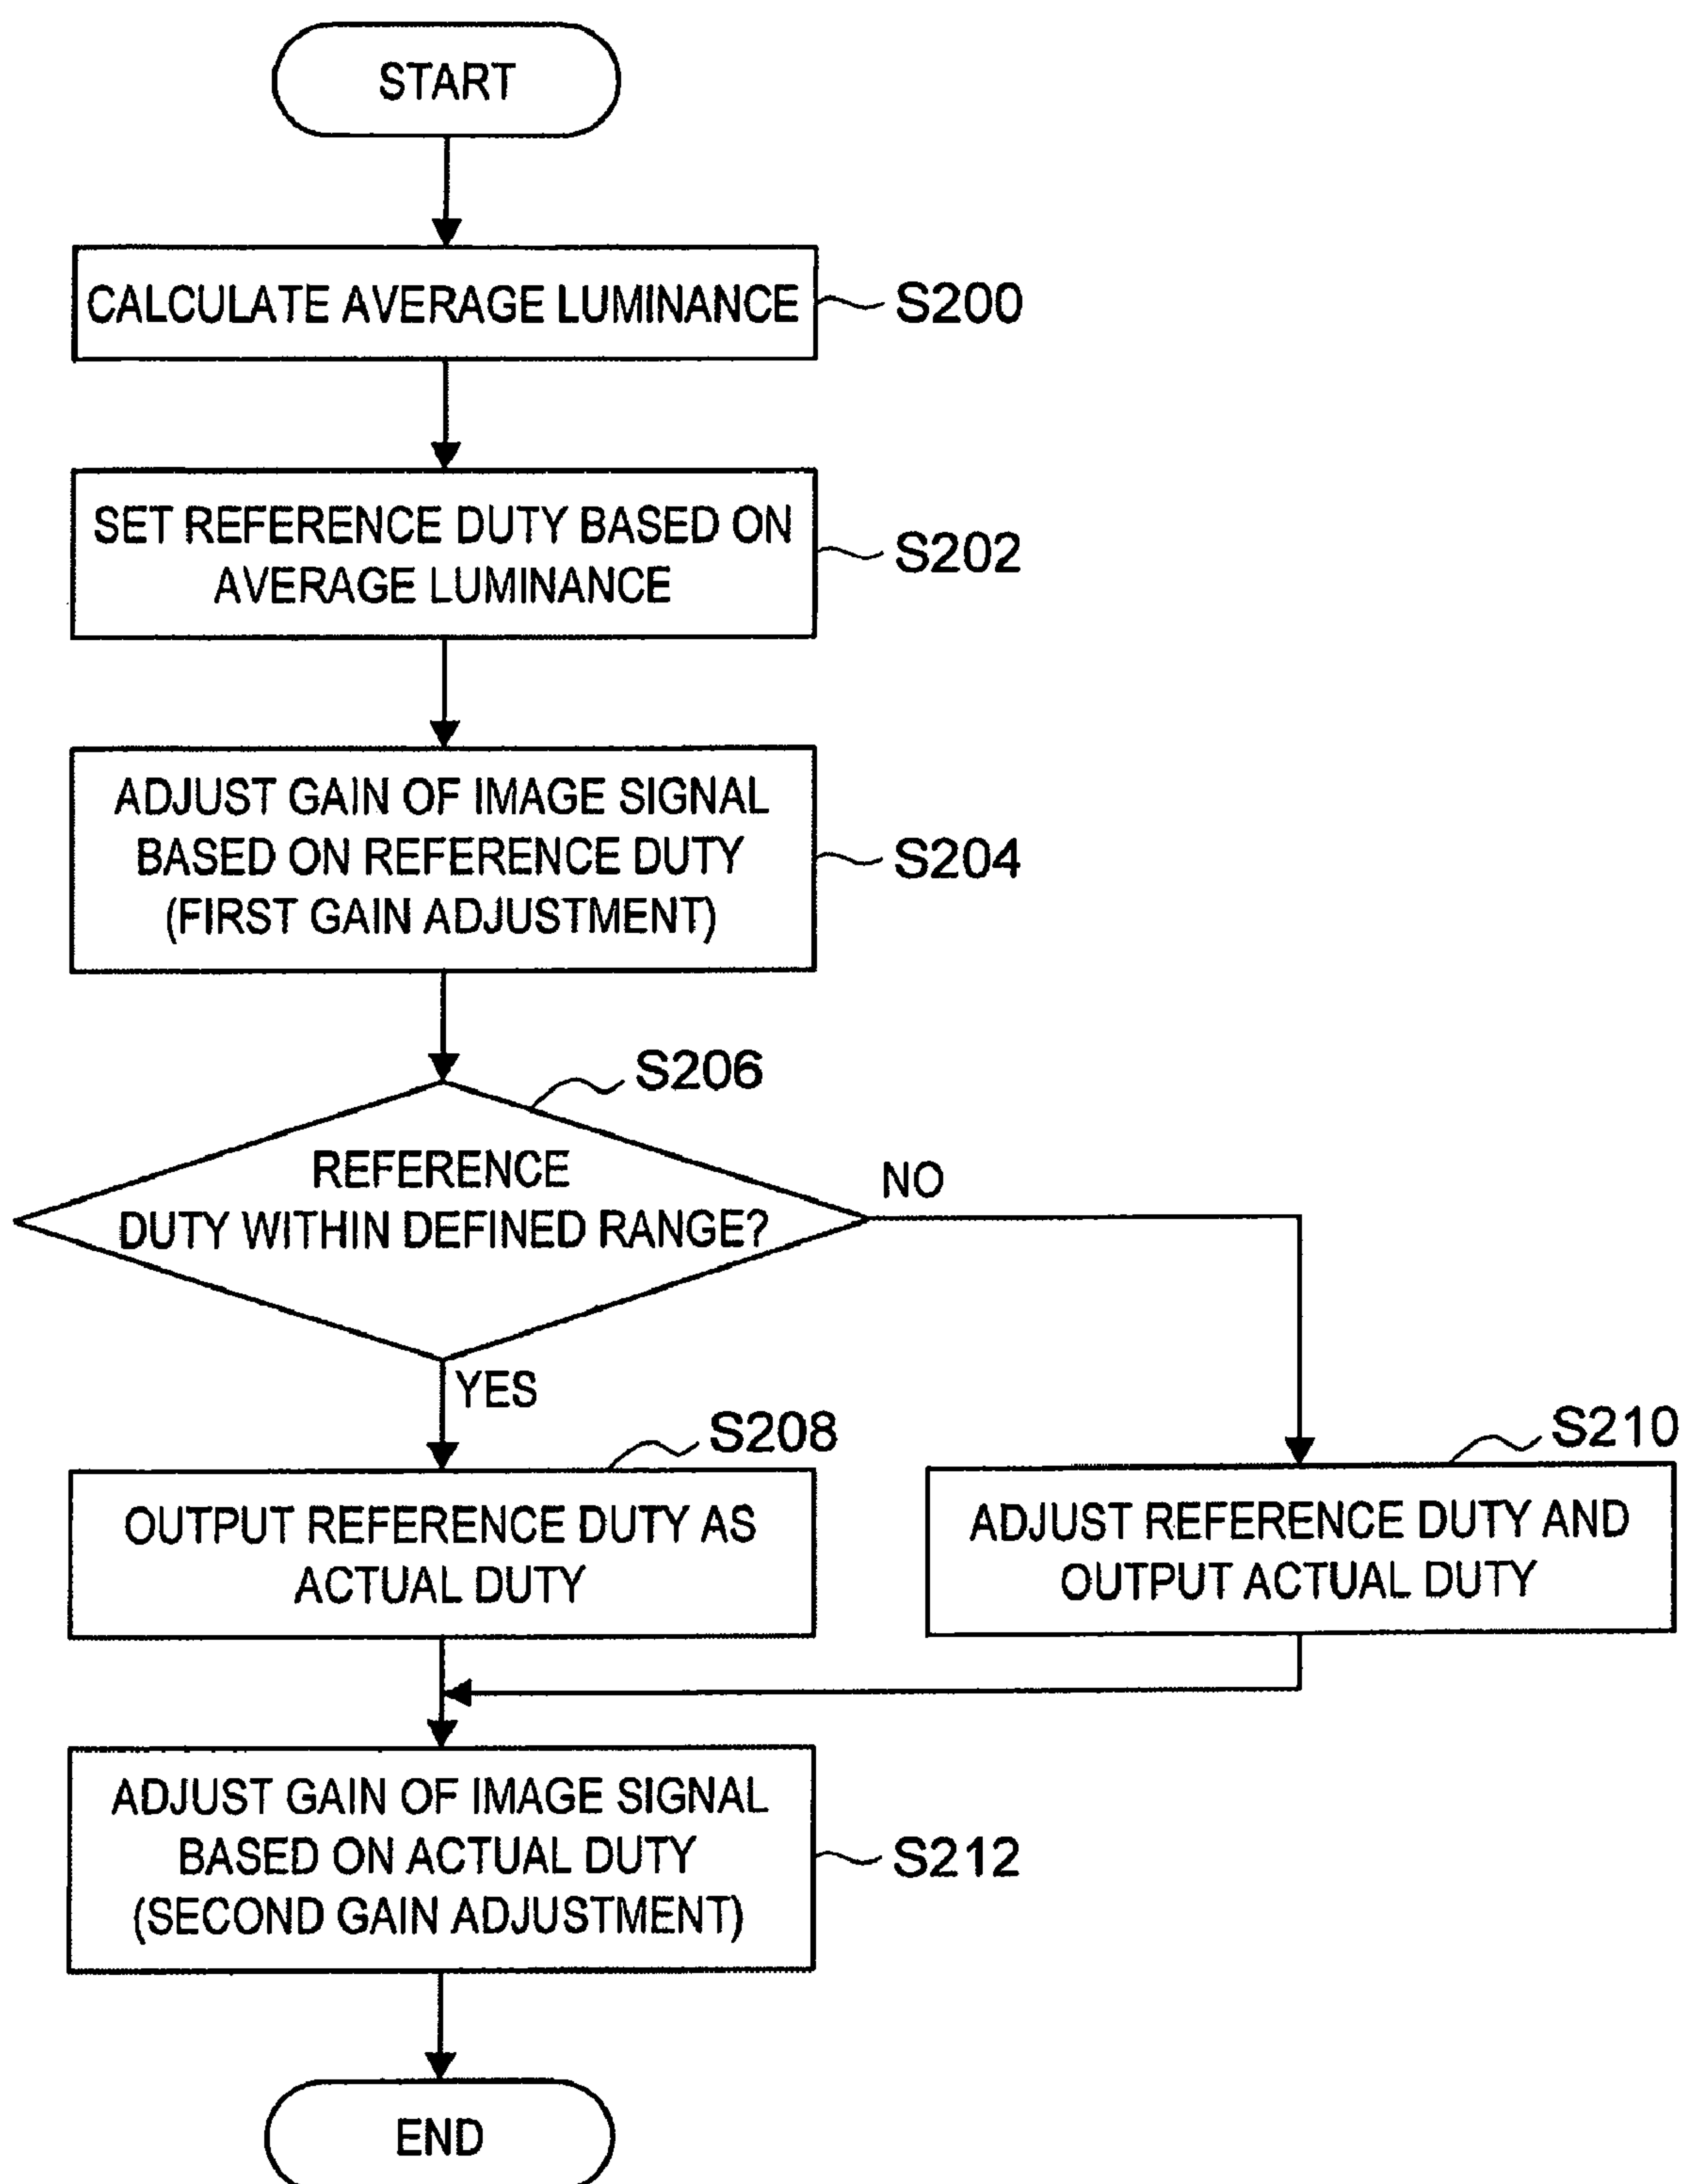 START
CALCULATE AVERAGE LUMINANCE
S200
SET REFERENCE DUTY BASED ON
AVERAGE LUMINANCE
S202
ADJUST GAIN OF IMAGE SIGNAL
BASED ON REFERENCE DUTY
(FIRST GAIN ADJUSTMENT)
S204
S206
REFERENCE
DUTY WITHIN DEFINED RANGE?
NO
YES
S208
OUTPUT REFERENCE DUTY AS
ACTUAL DUTY
S210
ADJUST REFERENCE DUTY AND
OUTPUT ACTUAL DUTY
ADJUST GAIN OF IMAGE SIGNAL
BASED ON ACTUAL DUTY
(SECOND GAIN ADJUSTMENT)
S212
END